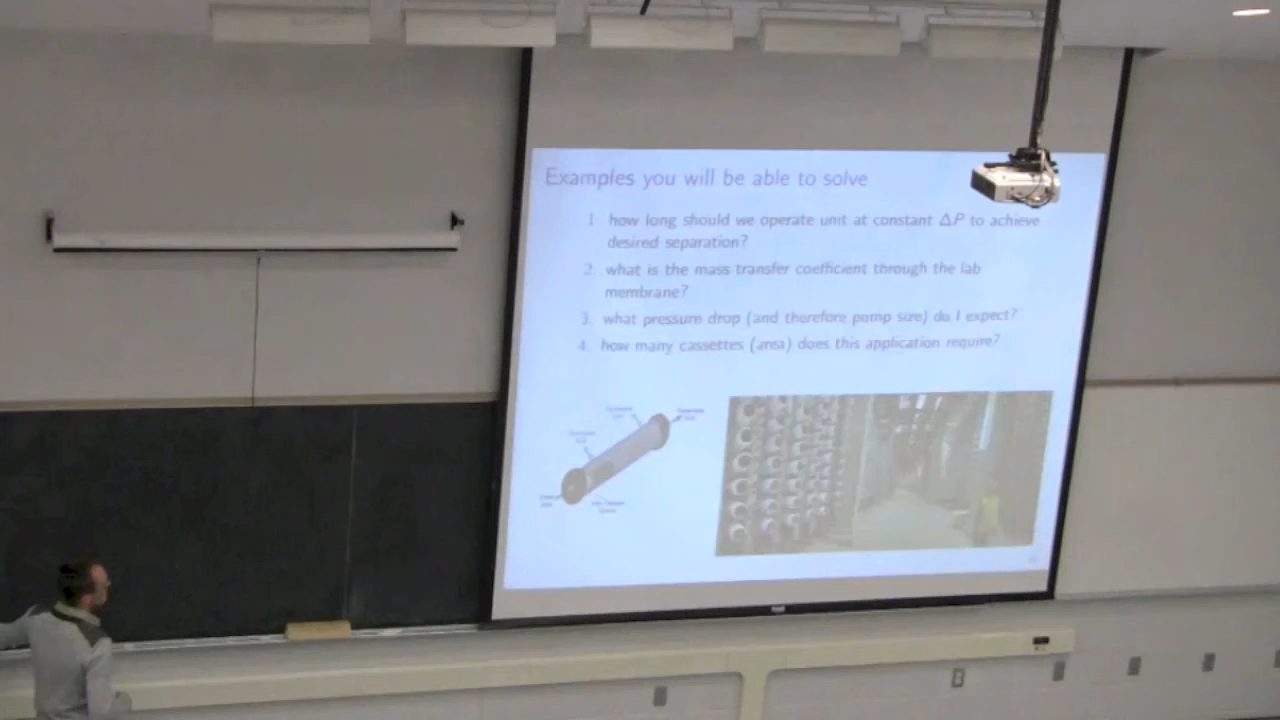 Examples you will be able to solve
1. how long should we operate unit at constant ΔP to achieve
desired separation?
2. what is the mass transfer coefficient through the lab
membrane?
3. what pressure drop (and therefore pump size) do I expect?
4. how many cassettes (area) does this application require?